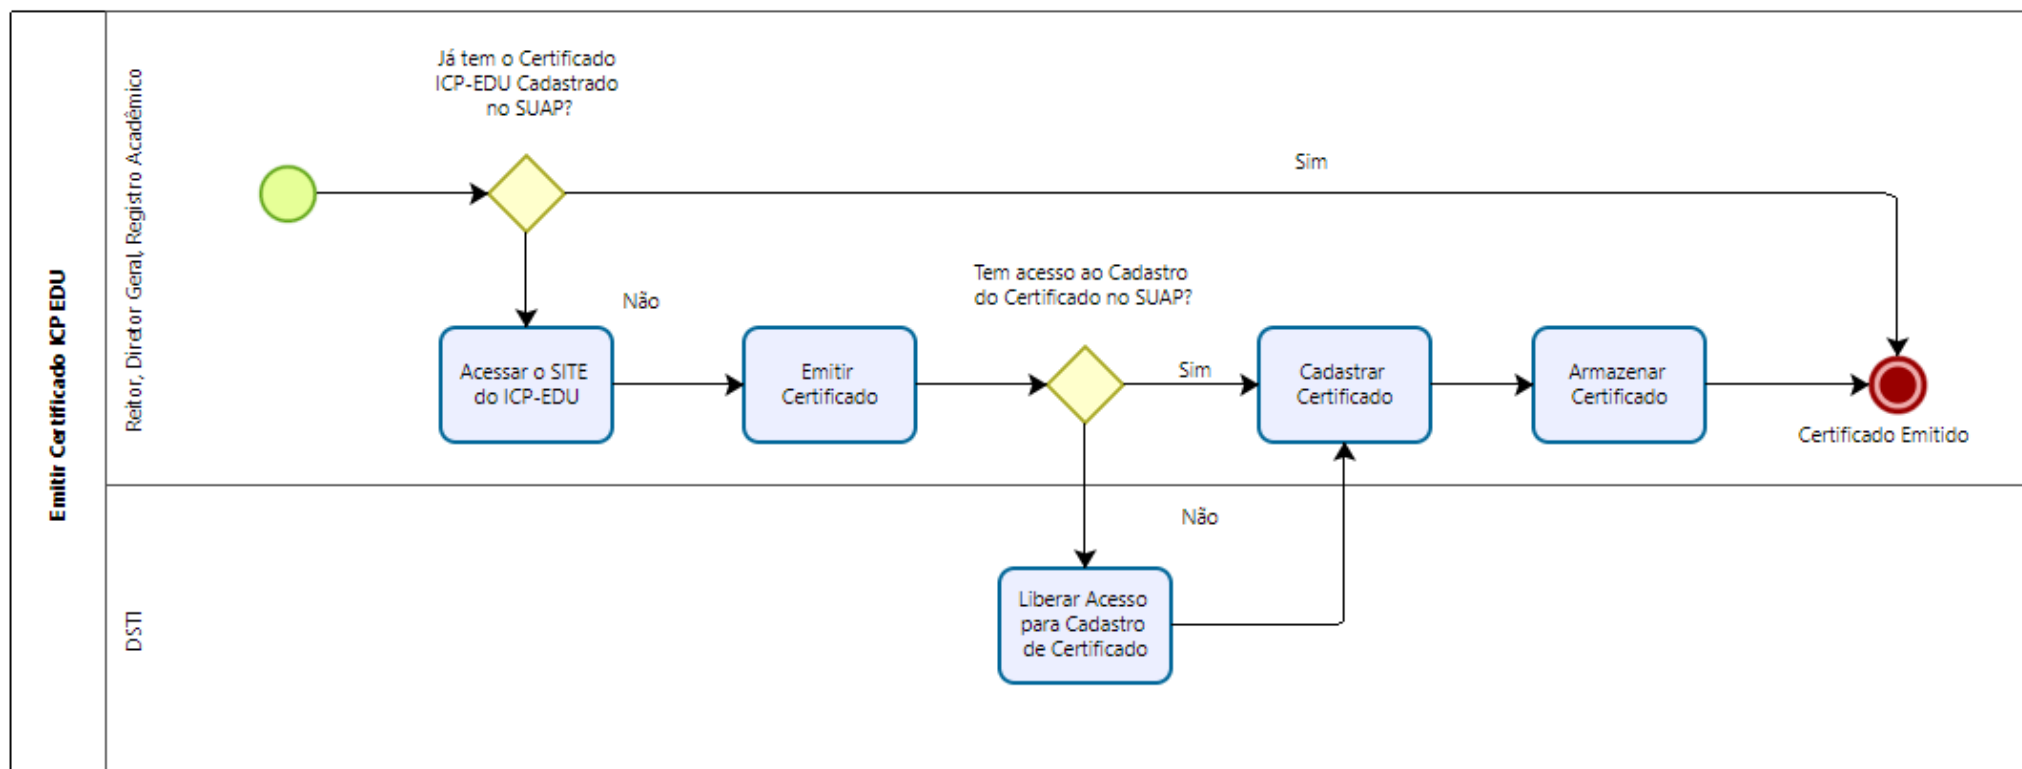 Emitir Certificado ICPEDU
Reitor, Diretor Geral, Registro Acadêmico
Já tem o Certificado
ICP-EDU Cadastrado
no SUAP?
Sim
Não
Acessar o SITE
do ICP-EDU
Emitir
Certificado
Tem acesso ao Cadastro
do Certificado no SUAP?
Sim
Cadastrar
Certificado
Armazenar
Certificado
Certificado Emitido
DSTI
Não
Liberar Acesso
para Cadastro
de Certificado